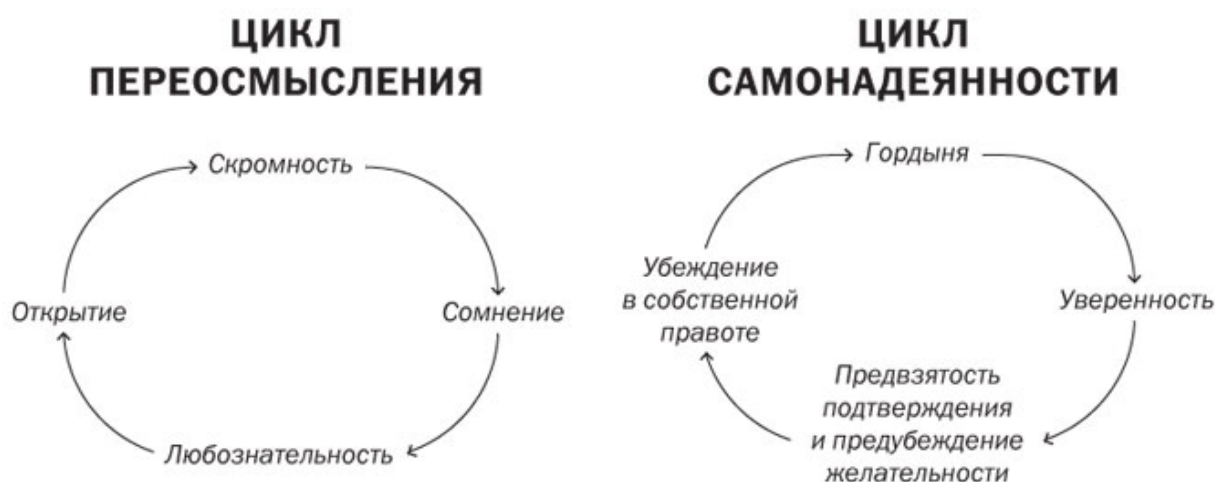 ЦИКЛ
ПЕРЕОСМЫСЛЕНИЯ
Скромность
Открытие
Сомнение
Любознательность
ЦИКЛ
САМОНАДЕЯННОСТИ
Гордыня
Убеждение
в собственной
правоте
Уверенность
Предвзятость
подтверждения
и предубеждение
желательности